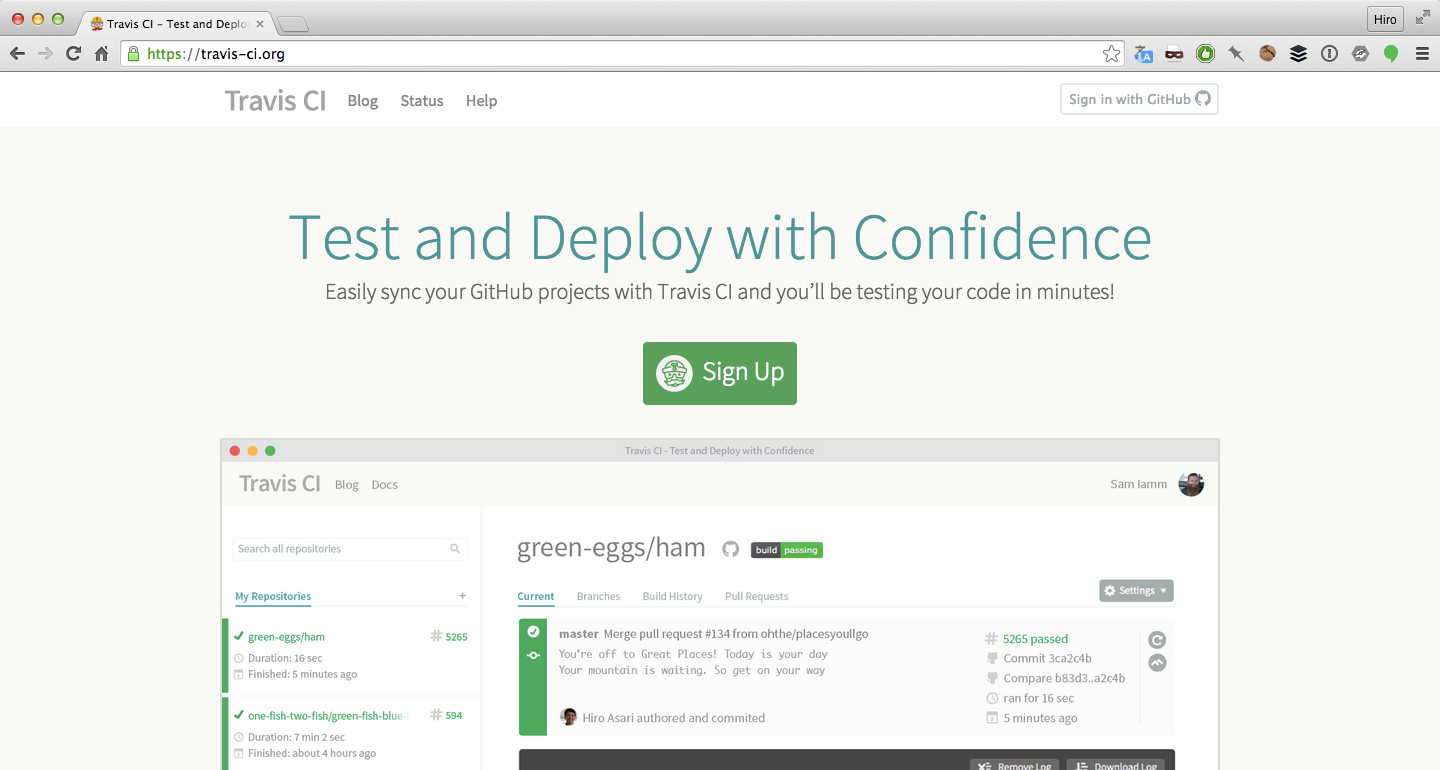 Travis CI - Test and Deplo
Hiro
https://travis-ci.org
Travis CI Blog Status Help Sign in with GitHub
Test and Deploy with Confidence
Easily sync your GitHub projects with Travis CI and you'll be testing your code in minutes!
Sign Up
Travis CI - Test and Deploy with Confidence
Travis CI Blog Docs Sam Iamm
Search all repositories
My Repositories +
green-eggs/ham # 5265
Duration: 16 sec
Finished: 5 minutes ago
one-fish-two-fish/green-fish-blue- # 594
Duration: 7 min 2 sec
Finished: about 4 hours ago
green-eggs/ham build passing
Current Branches Build History Pull Requests Settings
master Merge pull request #134 from ohthe/placesyoullgo
You're off to Great Places! Today is your day
Your mountain is waiting. So get on your way
Hiro Asari authored and commited
# 5265 passed
Commit 3ca2c4b
Compare b83d3..a2c4b
ran for 16 sec
5 minutes ago
Remove Log Download Log